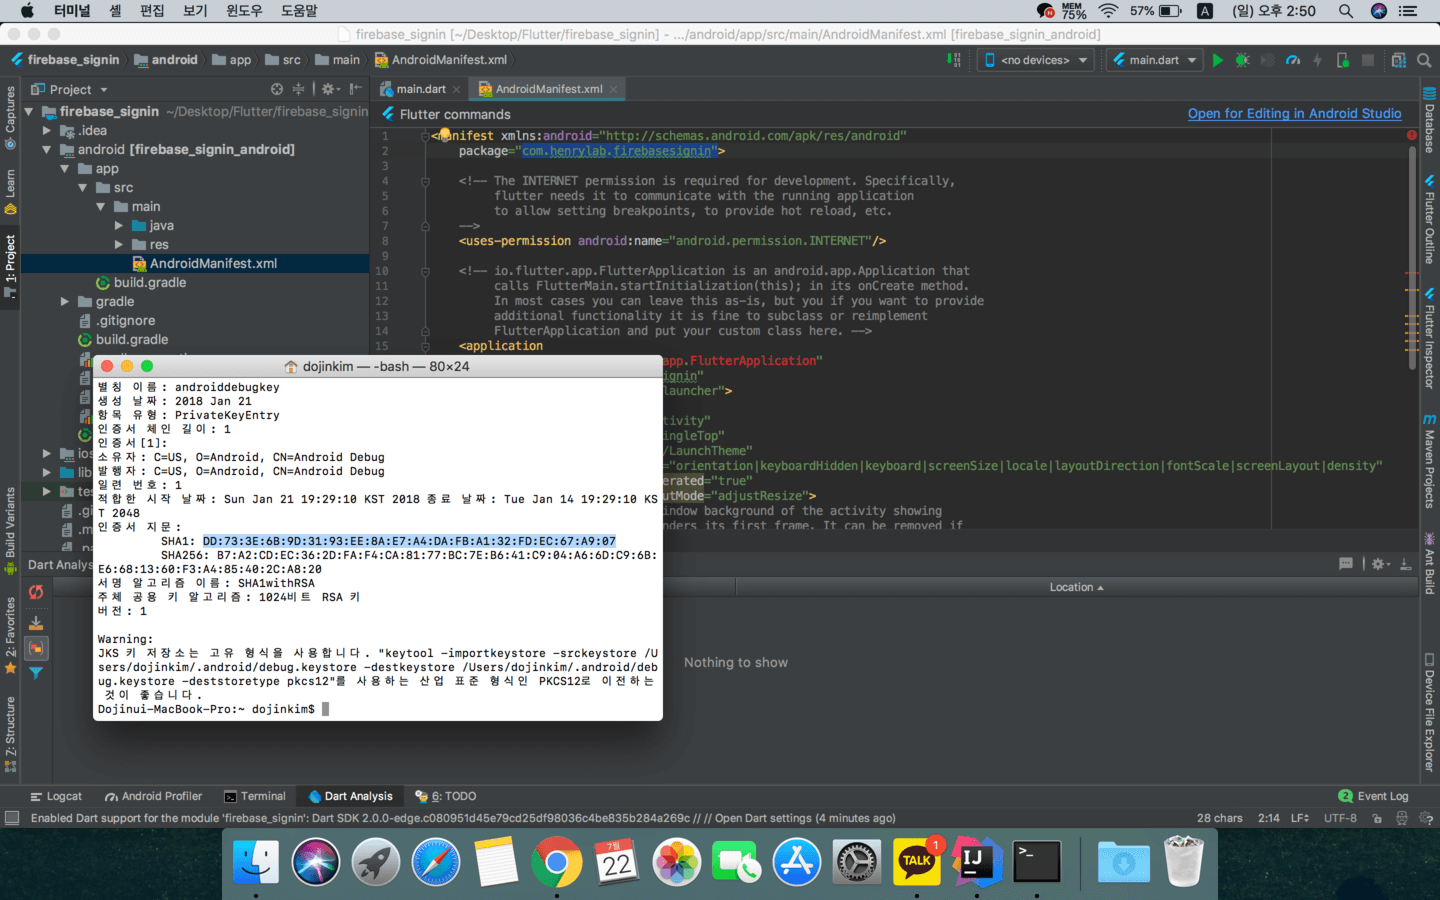 터미널 셸 편집 보기 윈도우 도움말
MEM 75% 57% A (일) 오후 2:50
firebase_signin [~/Desktop/Flutter/firebase_signin] - .../android/app/src/main/AndroidManifest.xml [firebase_signin_android]
firebase_signin android app src main AndroidManifest.xml <no devices> main.dart
Project main.dart AndroidManifest.xml
Flutter commands Open for Editing in Android Studio
firebase_signin ~/Desktop/Flutter/firebase_signin
.idea
android [firebase_signin_android]
app
src
main
java
res
AndroidManifest.xml
build.gradle
gradle
.gitignore
build.gradle
ios
lib
1 <manifest xmlns:android="http://schemas.android.com/apk/res/android"
2 package="com.henrylab.firebasesignin">
3
4 <!-- The INTERNET permission is required for development. Specifically,
5 flutter needs it to communicate with the running application
6 to allow setting breakpoints, to provide hot reload, etc.
7 -->
8 <uses-permission android:name="android.permission.INTERNET"/>
9
10 <!-- io.flutter.app.FlutterApplication is an android.app.Application that
11 calls FlutterMain.startInitialization(this); in its onCreate method.
12 In most cases you can leave this as-is, but you if you want to provide
13 additional functionality it is fine to subclass or reimplement
14 FlutterApplication and put your custom class here. -->
15 <application
app.FlutterApplication"
ignin"
launcher">
tivity"
ingleTop"
/LaunchTheme"
="orientation|keyboardHidden|keyboard|screenSize|locale|layoutDirection|fontScale|screenLayout|density"
erated="true"
utMode="adjustResize">
indow background of the activity showing
ders its first frame. It can be removed if
dojinkim — -bash — 80×24
별칭 이름: androiddebugkey
생성 날짜: 2018 Jan 21
항목 유형: PrivateKeyEntry
인증서 체인 길이: 1
인증서[1]:
소유자: C=US, O=Android, CN=Android Debug
발행자: C=US, O=Android, CN=Android Debug
일련 번호: 1
적합한 시작 날짜: Sun Jan 21 19:29:10 KST 2018 종료 날짜: Tue Jan 14 19:29:10 KS
T 2048
인증서 지문:
SHA1: DD:73:3E:6B:9D:31:93:EE:8A:E7:A4:DA:FB:A1:32:FD:EC:67:A9:07
SHA256: B7:A2:CD:EC:36:2D:FA:F4:CA:81:77:BC:7E:B6:41:C9:04:A6:6D:C9:6B:
E6:68:13:60:F3:A4:85:40:2C:A8:20
서명 알고리즘 이름: SHA1withRSA
주체 공용 키 알고리즘: 1024비트 RSA 키
버전: 1
Warning:
JKS 키 저장소는 고유 형식을 사용합니다. "keytool -importkeystore -srckeystore /U
sers/dojinkim/.android/debug.keystore -destkeystore /Users/dojinkim/.android/deb
ug.keystore -deststoretype pkcs12"를 사용하는 산업 표준 형식인 PKCS12로 이전하는
것이 좋습니다.
Dojinui-MacBook-Pro:~ dojinkim$
Dart Analys
Location
Nothing to show
Captures
Learn
1: Project
Build Variants
2: Favorites
7: Structure
Database
Flutter Outline
Flutter Inspector
Maven Projects
Ant Build
Device File Explorer
Logcat Android Profiler Terminal Dart Analysis 6: TODO 2 Event Log
Enabled Dart support for the module 'firebase_signin': Dart SDK 2.0.0-edge.c080951d45e79cd25df98036c4be835b284a269c // // Open Dart settings (4 minutes ago) 28 chars 2:14 LF÷ UTF-8
7월
22
TALK
1
IJ
>_